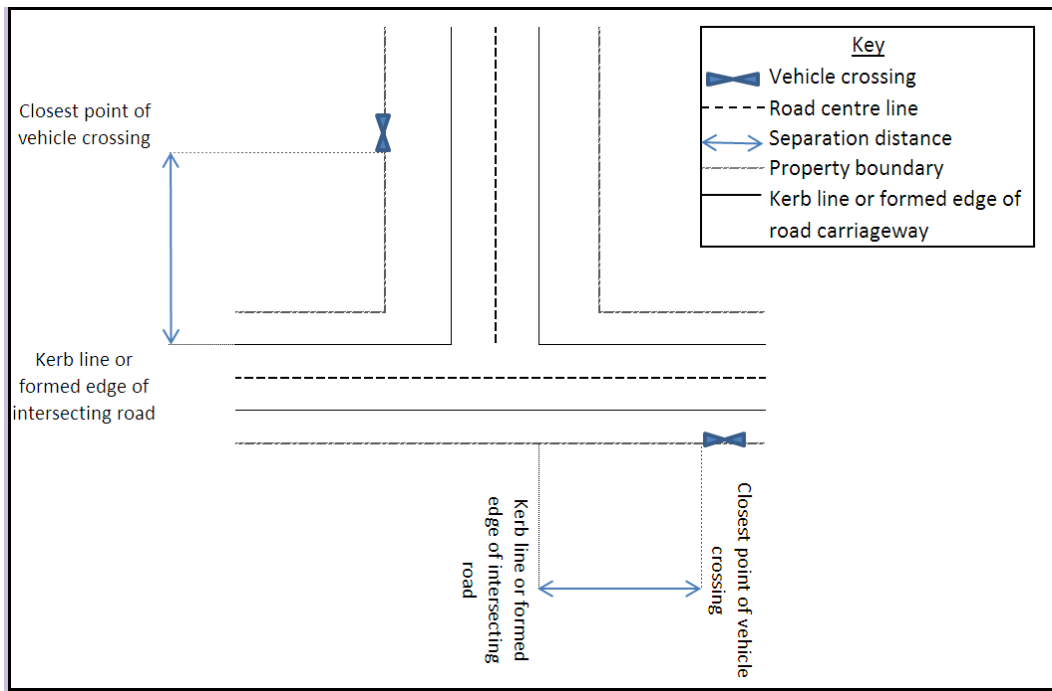 Key
Vehicle crossing
Road centre line
Separation distance
Property boundary
Kerb line or formed edge of
road carriageway
Closest point of
vehicle crossing
Kerb line or
formed edge of
intersecting road
Kerb line or formed
edge of intersecting
road
Closest point of vehicle
crossing